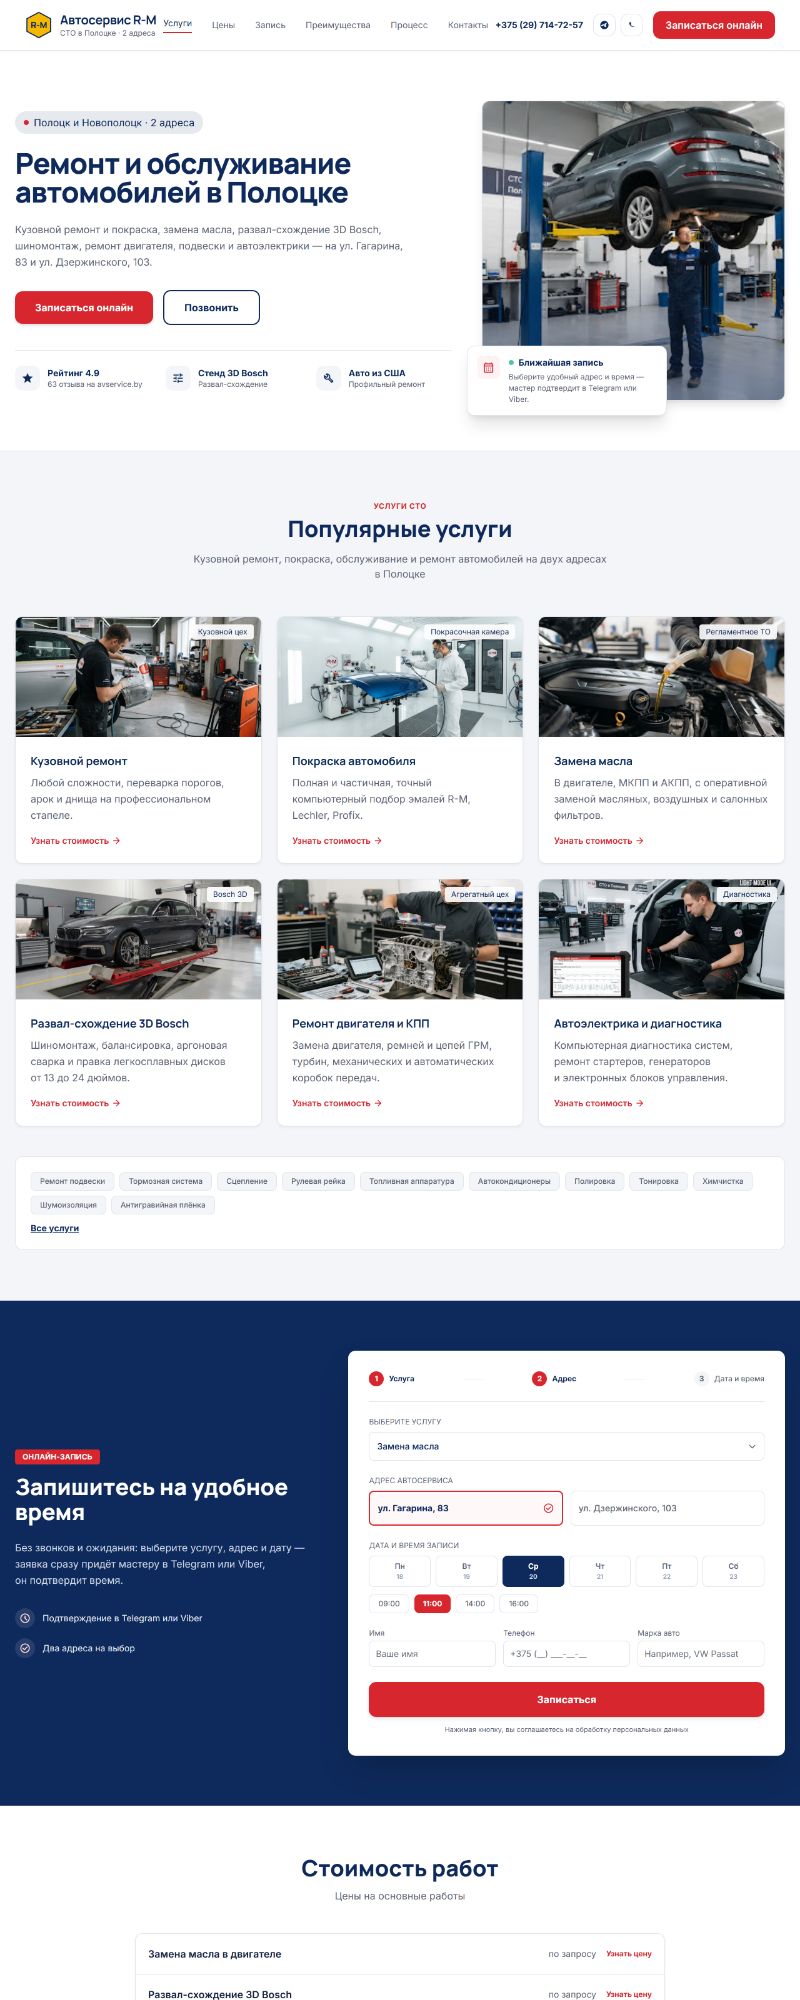 R-M
Автосервис R-M
СТО в Полоцке · 2 адреса
Услуги
Цены
Запись
Преимущества
Процесс
Контакты
+375 (29) 714-72-57
Записаться онлайн
Полоцк и Новополоцк · 2 адреса
Ремонт и обслуживание
автомобилей в Полоцке
Кузовной ремонт и покраска, замена масла, развал-схождение 3D Bosch,
шиномонтаж, ремонт двигателя, подвески и автоэлектрики — на ул. Гагарина,
83 и ул. Дзержинского, 103.
Записаться онлайн
Позвонить
Рейтинг 4.9
63 отзыва на avservice.by
Стенд 3D Bosch
Развал-схождение
Авто из США
Профильный ремонт
Ближайшая запись
Выберите удобный адрес и время —
мастер подтвердит в Telegram или
Viber.
УСЛУГИ СТО
Популярные услуги
Кузовной ремонт, покраска, обслуживание и ремонт автомобилей на двух адресах
в Полоцке
Кузовной цех
Покрасочная камера
Регламентное ТО
Кузовной ремонт
Любой сложности, переварка порогов,
арок и днища на профессиональном
стапеле.
Узнать стоимость →
Покраска автомобиля
Полная и частичная, точный
компьютерный подбор эмалей R-M,
Lechler, Profix.
Узнать стоимость →
Замена масла
В двигателе, МКПП и АКПП, с оперативной
заменой масляных, воздушных и салонных
фильтров.
Узнать стоимость →
Bosch 3D
Агрегатный цех
LIGHT MODE UI
Диагностика
Развал-схождение 3D Bosch
Шиномонтаж, балансировка, аргоновая
сварка и правка легкосплавных дисков
от 13 до 24 дюймов.
Узнать стоимость →
Ремонт двигателя и КПП
Замена двигателя, ремней и цепей ГРМ,
турбин, механических и автоматических
коробок передач.
Узнать стоимость →
Автоэлектрика и диагностика
Компьютерная диагностика систем,
ремонт стартеров, генераторов
и электронных блоков управления.
Узнать стоимость →
Ремонт подвески
Тормозная система
Сцепление
Рулевая рейка
Топливная аппаратура
Автокондиционеры
Полировка
Тонировка
Химчистка
Шумоизоляция
Антигравийная плёнка
Все услуги
ОНЛАЙН-ЗАПИСЬ
Запишитесь на удобное
время
Без звонков и ожидания: выберите услугу, адрес и дату —
заявка сразу придёт мастеру в Telegram или Viber,
он подтвердит время.
Подтверждение в Telegram или Viber
Два адреса на выбор
1 Услуга
2 Адрес
3 Дата и время
ВЫБЕРИТЕ УСЛУГУ
Замена масла
АДРЕС АВТОСЕРВИСА
ул. Гагарина, 83
ул. Дзержинского, 103
ДАТА И ВРЕМЯ ЗАПИСИ
Пн
18
Вт
19
Ср
20
Чт
21
Пт
22
Сб
23
09:00
11:00
14:00
16:00
Имя
Ваше имя
Телефон
+375 (__) ___-__-__
Марка авто
Например, VW Passat
Записаться
Нажимая кнопку, вы соглашаетесь на обработку персональных данных
Стоимость работ
Цены на основные работы
Замена масла в двигателе
по запросу
Узнать цену
Развал-схождение 3D Bosch
по запросу
Узнать цену